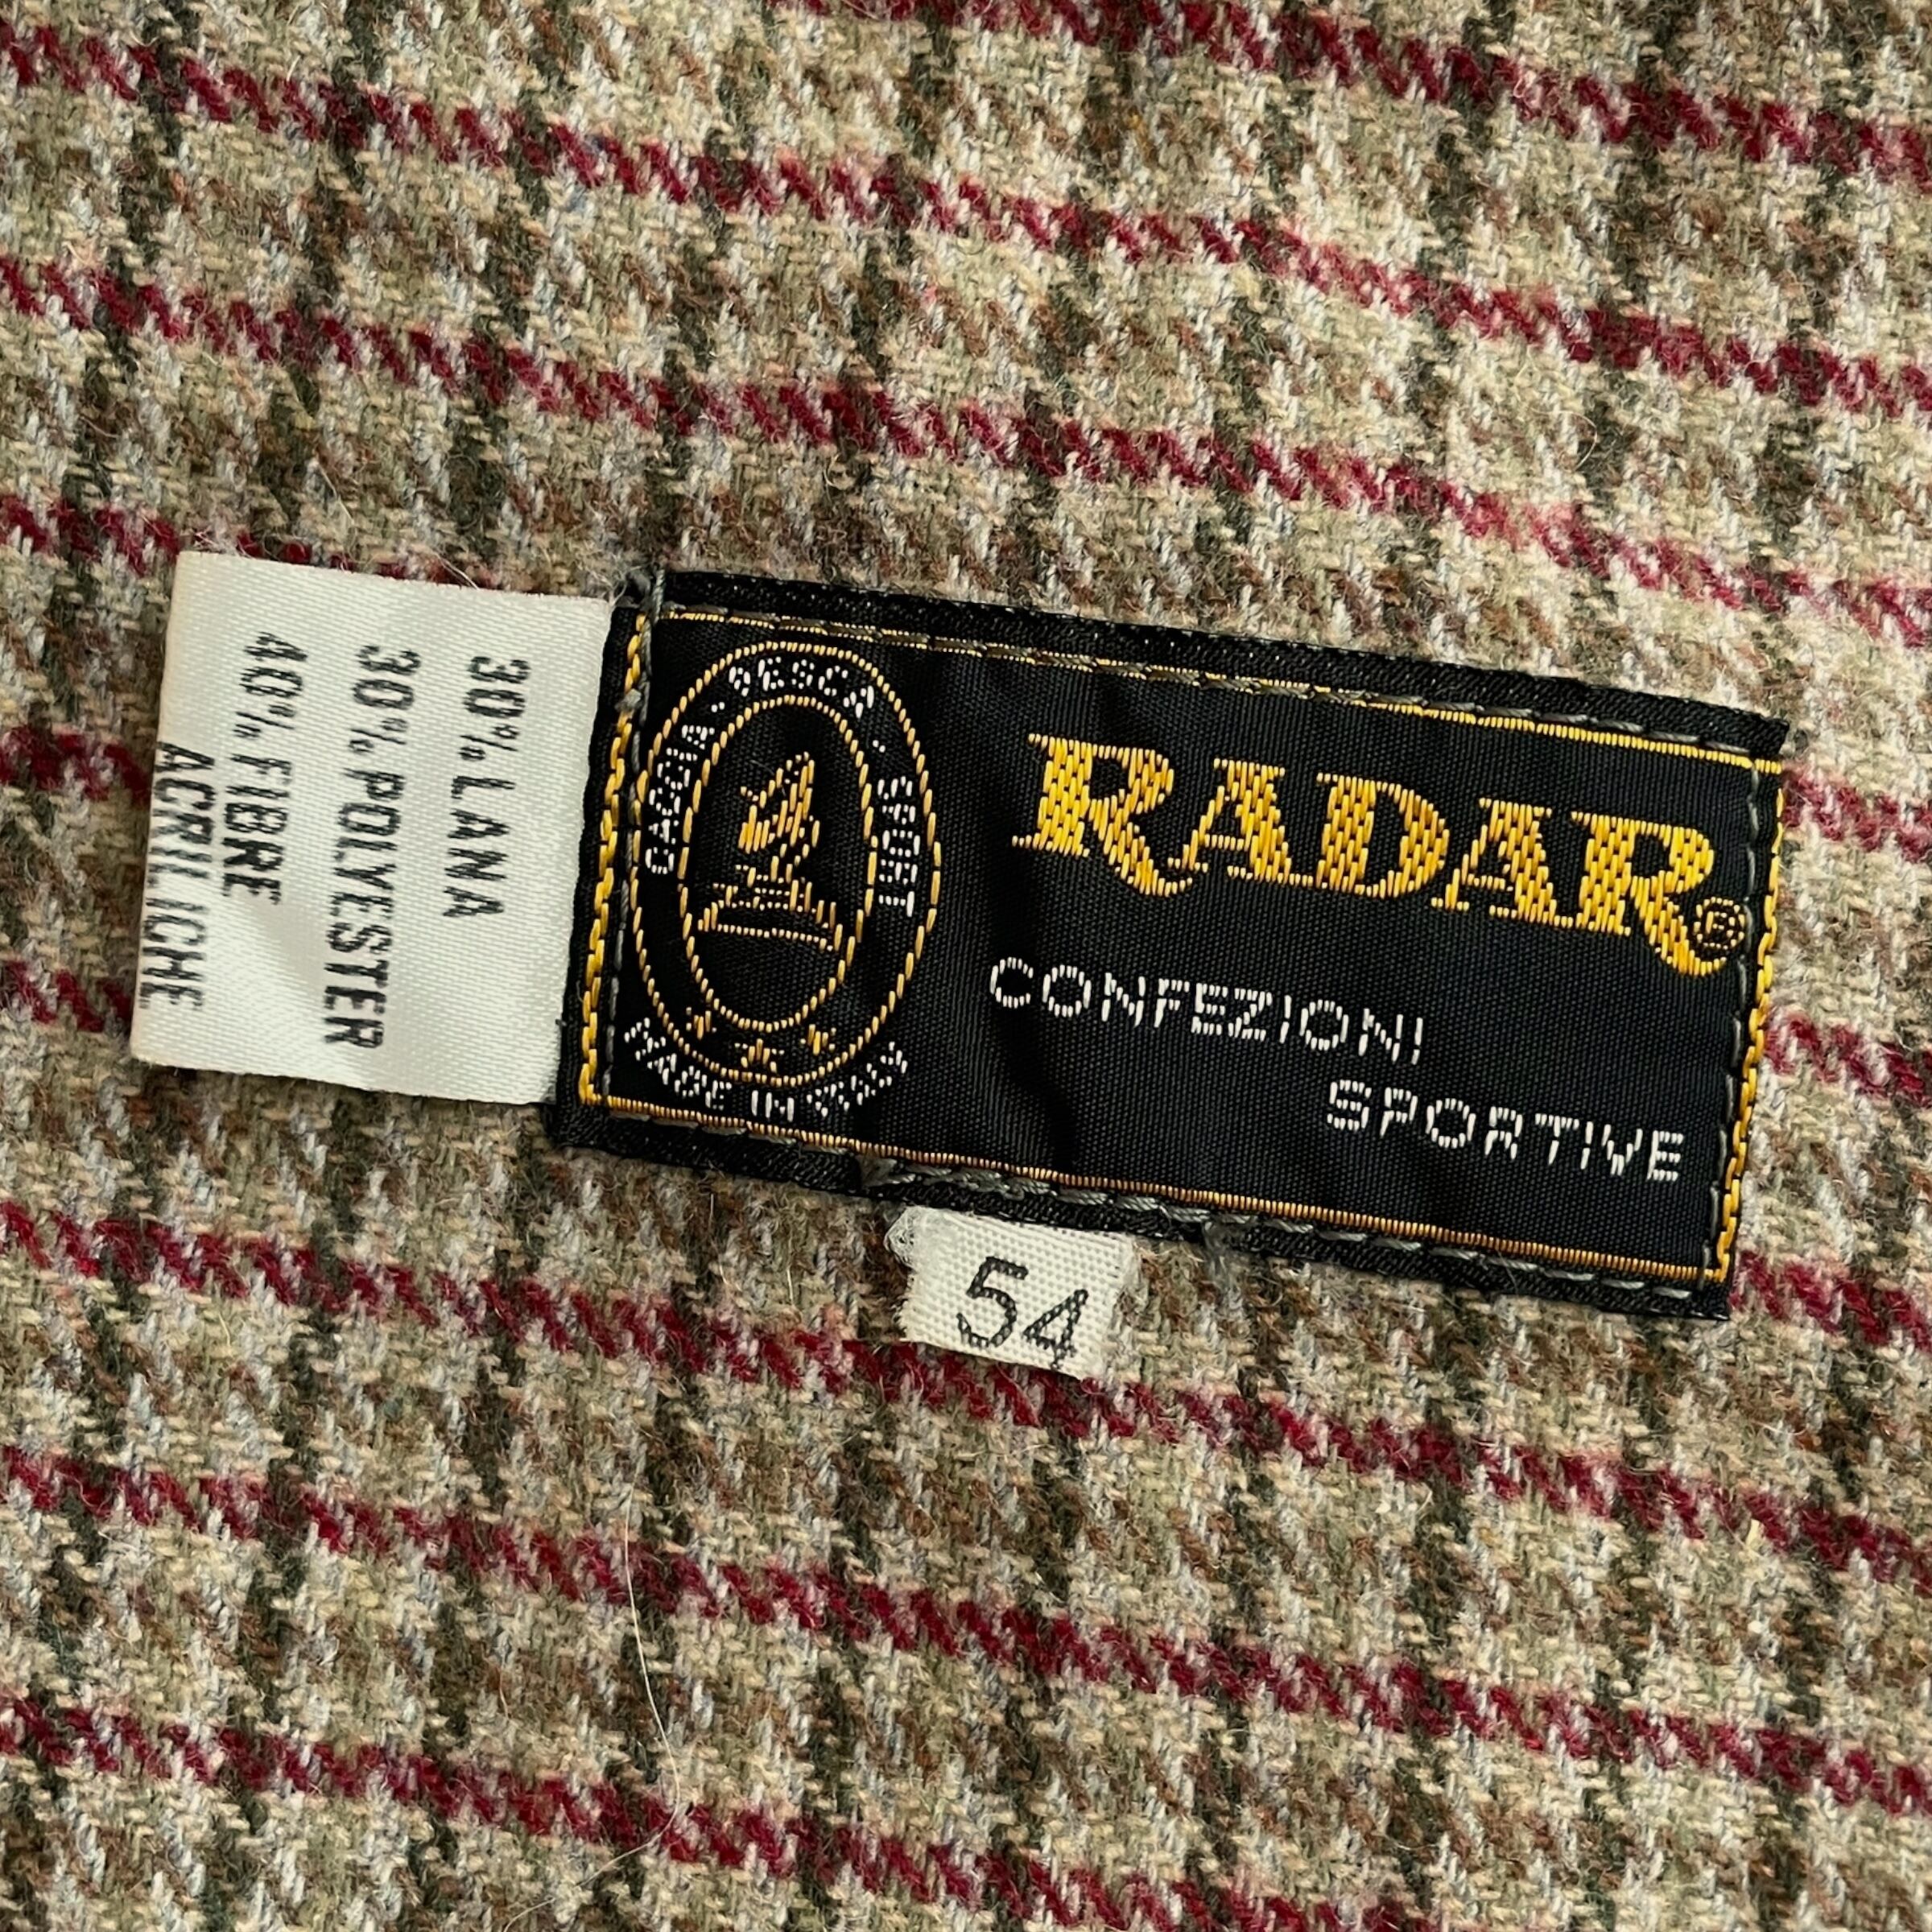 30% LANA
30% POLYESTER
40% FIBRE
ACRILICHE
CACCIA · PESCA · SPORT
MADE IN ITALY
RADAR®
CONFEZIONI
SPORTIVE
54